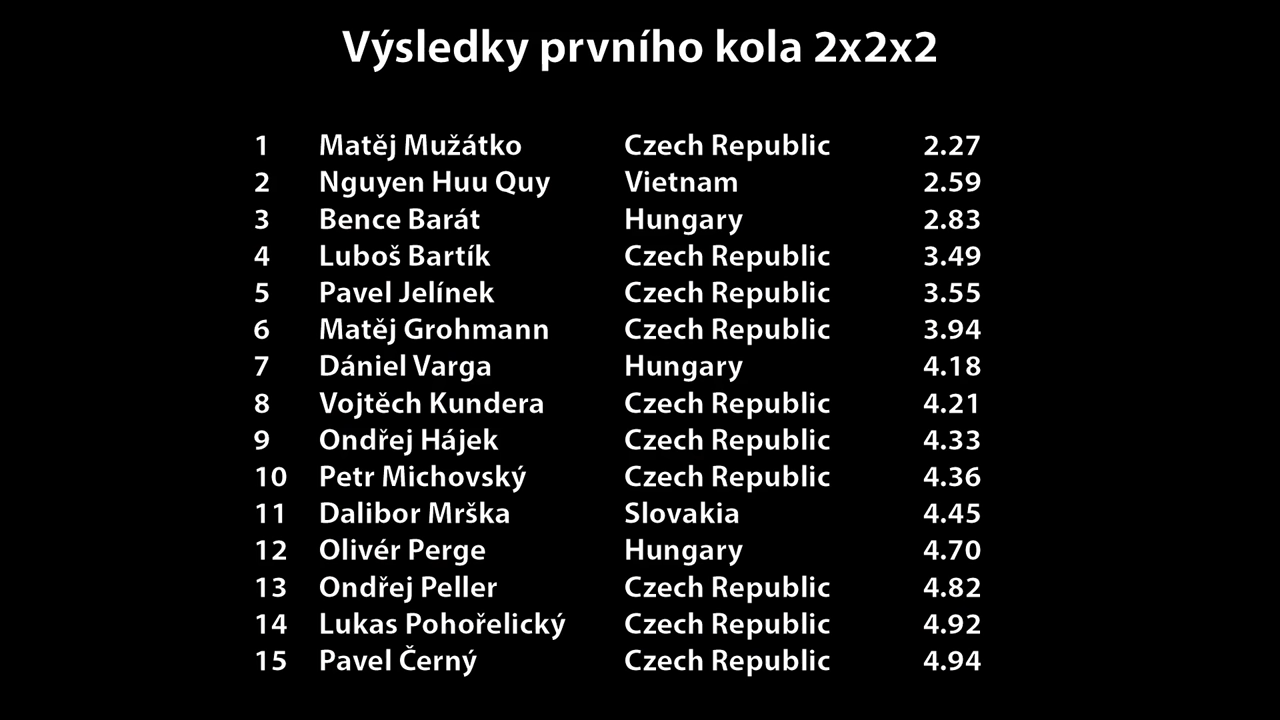 Výsledky prvního kola 2x2x2
1 Matěj Mužátko Czech Republic 2.27
2 Nguyen Huu Quy Vietnam 2.59
3 Bence Barát Hungary 2.83
4 Luboš Bartík Czech Republic 3.49
5 Pavel Jelínek Czech Republic 3.55
6 Matěj Grohmann Czech Republic 3.94
7 Dániel Varga Hungary 4.18
8 Vojtěch Kundera Czech Republic 4.21
9 Ondřej Hájek Czech Republic 4.33
10 Petr Michovský Czech Republic 4.36
11 Dalibor Mrška Slovakia 4.45
12 Olivér Perge Hungary 4.70
13 Ondřej Peller Czech Republic 4.82
14 Lukas Pohořelický Czech Republic 4.92
15 Pavel Černý Czech Republic 4.94